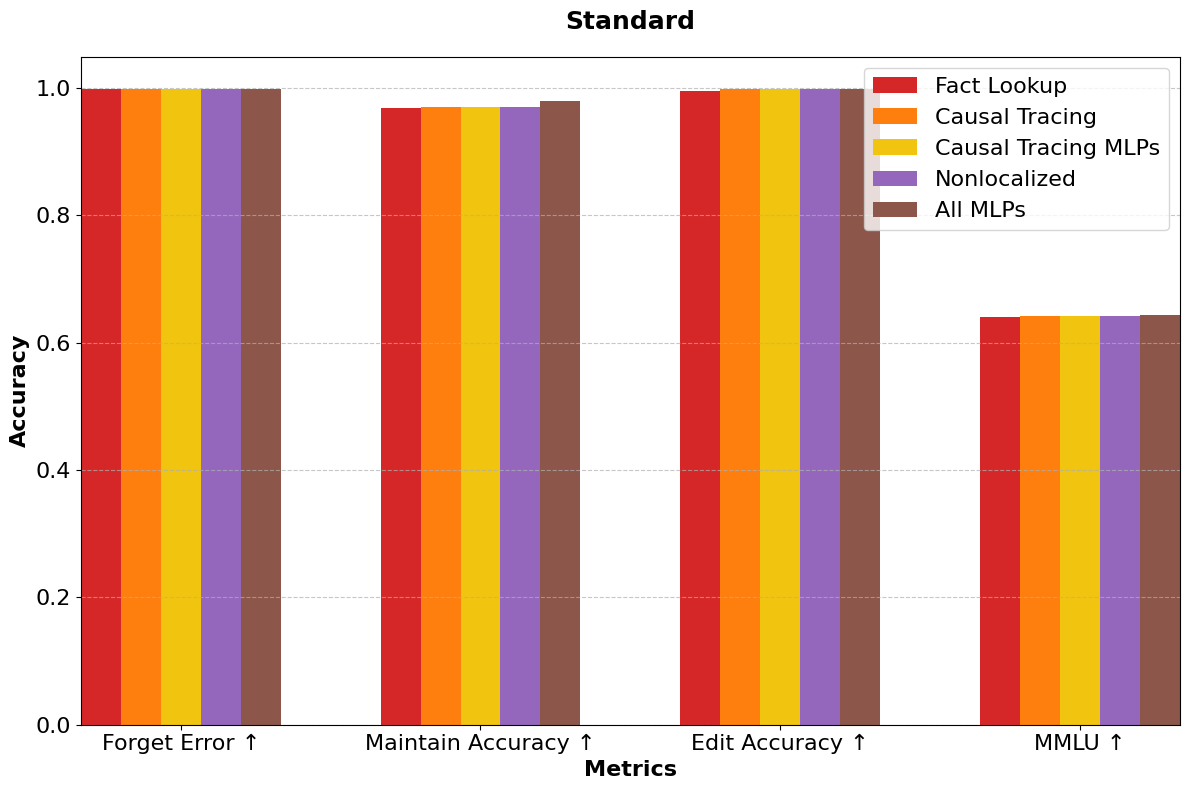 Standard
Fact Lookup
Causal Tracing
Causal Tracing MLPs
Nonlocalized
All MLPs
Accuracy
1.0
0.8
0.6
0.4
0.2
0.0
Forget Error ↑ Maintain Accuracy ↑ Edit Accuracy ↑ MMLU ↑
Metrics